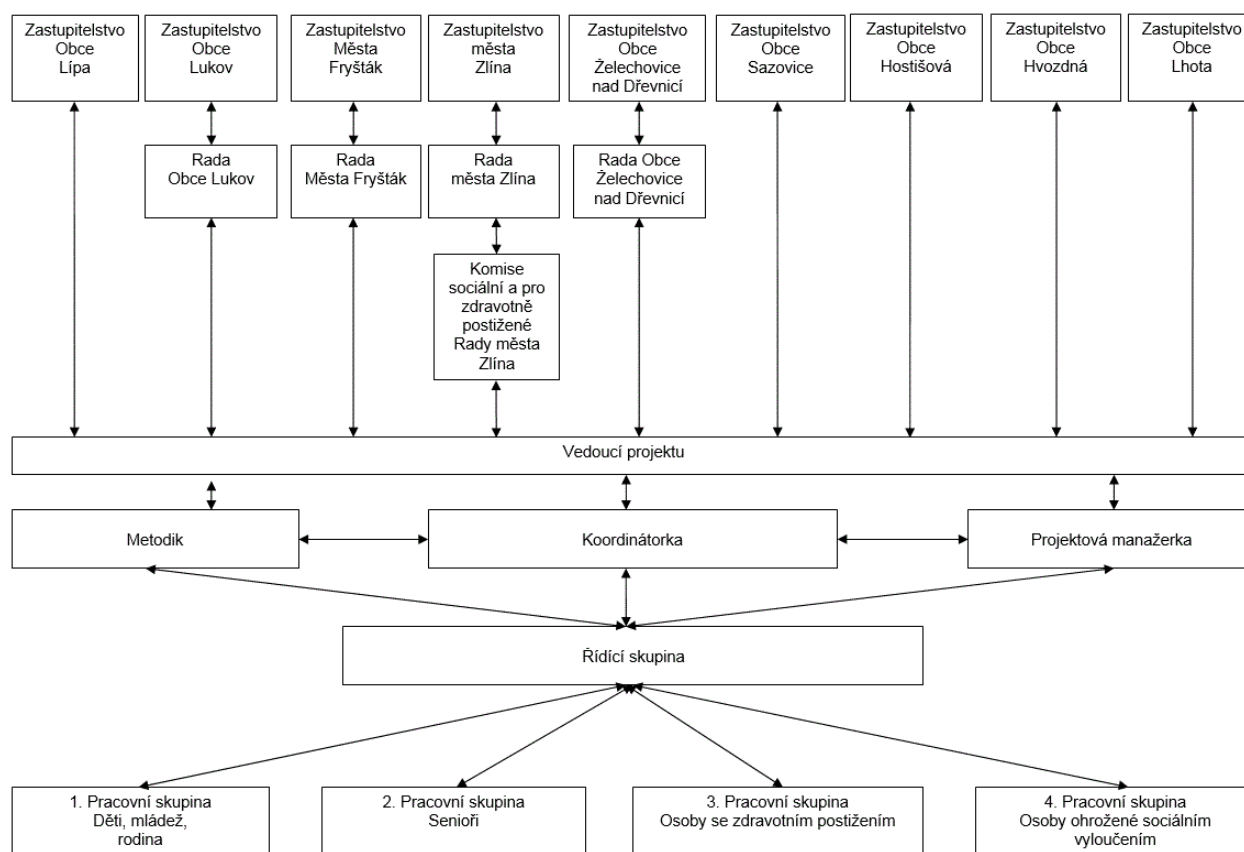 Zastupitelstvo
Obce
Lípa
Zastupitelstvo
Obce
Lukov
Zastupitelstvo
Města
Fryšták
Zastupitelstvo
města
Zlína
Zastupitelstvo
Obce
Želechovice
nad Dřevnicí
Zastupitelstvo
Obce
Sazovice
Zastupitelstvo
Obce
Hostišová
Zastupitelstvo
Obce
Hvozdná
Zastupitelstvo
Obce
Lhota
Rada
Obce Lukov
Rada
Města Fryšták
Rada
města Zlína
Rada Obce
Želechovice
nad Dřevnicí
Komise
sociální a pro
zdravotně
postižené
Rady města
Zlína
Vedoucí projektu
Metodik
Koordinátorka
Projektová manažerka
Řídící skupina
1. Pracovní skupina
Děti, mládež,
rodina
2. Pracovní skupina
Senioři
3. Pracovní skupina
Osoby se zdravotním postižením
4. Pracovní skupina
Osoby ohrožené sociálním
vyloučením